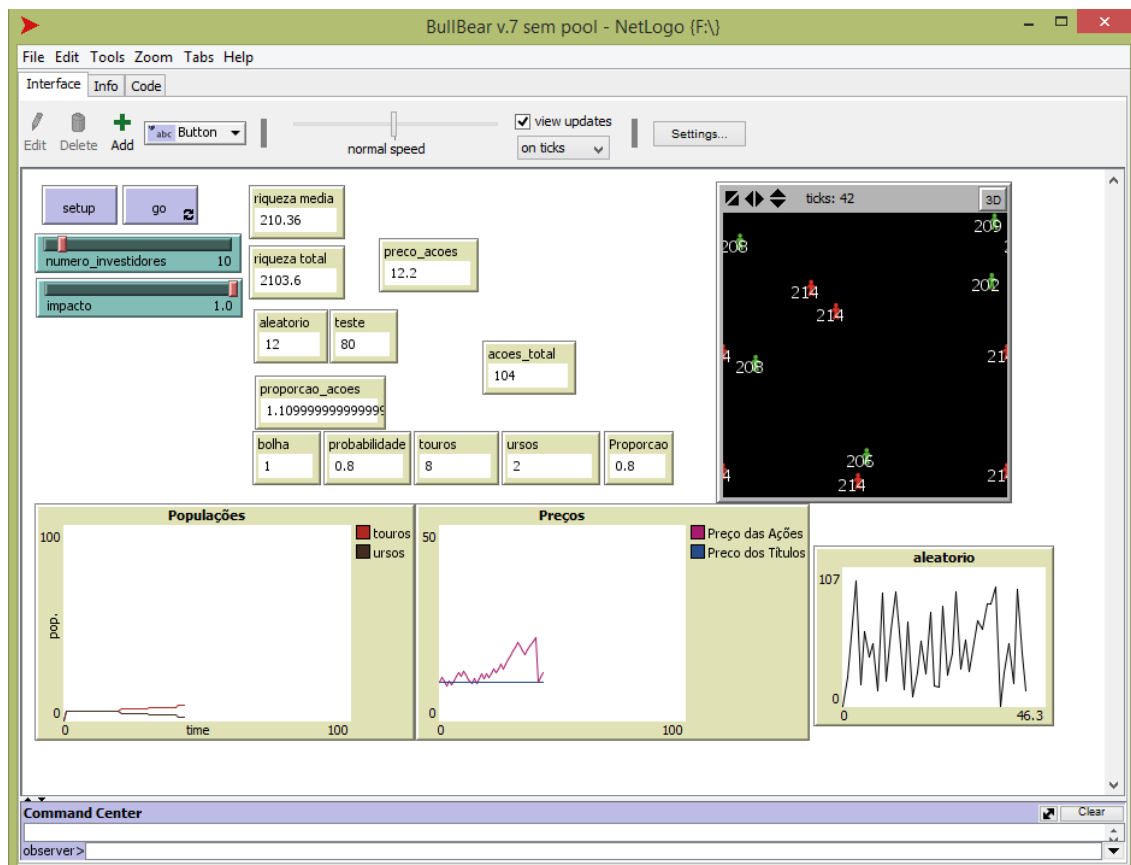 BullBear v.7 sem pool - NetLogo {F:\}
File Edit Tools Zoom Tabs Help
Interface Info Code
Edit Delete Add
abc Button
normal speed
view updates
on ticks
Settings...
setup
go
numero_investidores 10
impacto 1.0
riqueza media
210.36
riqueza total
2103.6
preco_acoes
12.2
aleatorio
12
teste
80
acoes_total
104
proporcao_acoes
1.109999999999999
bolha
1
probabilidade
0.8
touros
8
ursos
2
Proporcao
0.8
ticks: 42
3D
209
208
202
214
214
208
206
214
21
Populações
100
pop.
0
0
time
100
touros
ursos
Preços
50
0
0
100
Preço das Ações
Preco dos Títulos
aleatorio
107
0
0
46.3
Command Center
Clear
observer>